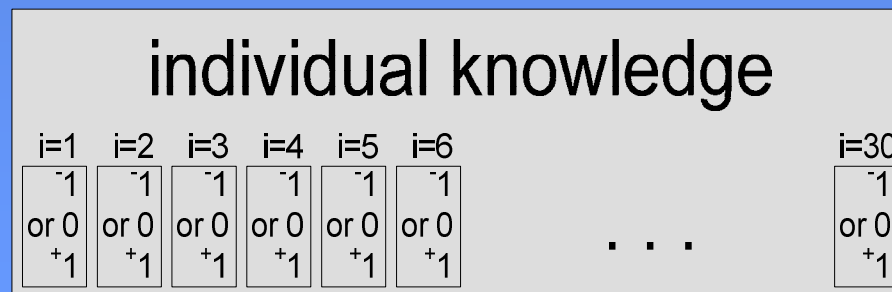 individual knowledge
i=1 i=2 i=3 i=4 i=5 i=6 i=30
-1 -1 -1 -1 -1 -1 -1
or 0 or 0 or 0 or 0 or 0 or 0 . . . or 0
+1 +1 +1 +1 +1 +1 +1